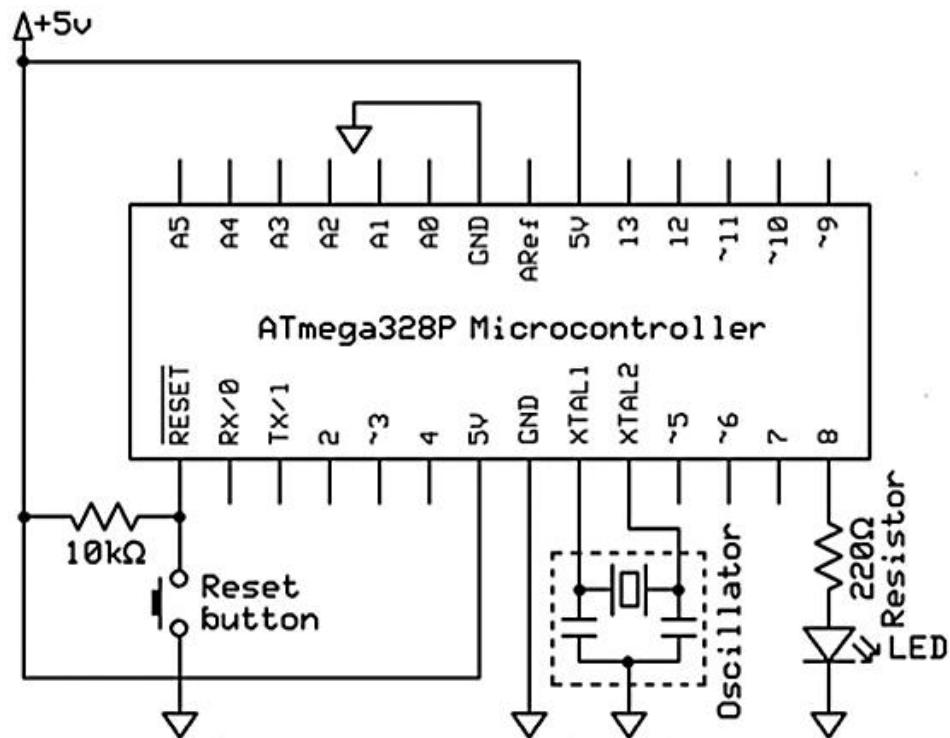 +5v
A5
A4
A3
A2
A1
A0
GND
ARef
5V
13
12
~11
~10
~9
ATmega328P Microcontroller
RESET
RX/0
TX/1
2
~3
4
5V
GND
XTAL1
XTAL2
~5
~6
7
8
10kΩ
Reset
button
Oscillator
220Ω
Resistor
LED